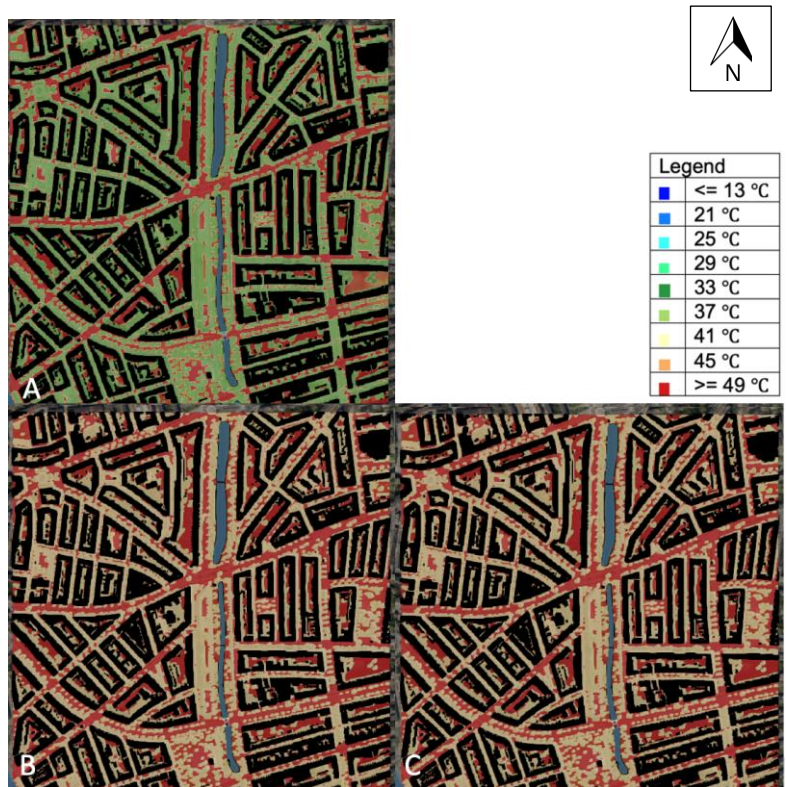 N
Legend
<= 13 ℃
21 ℃
25 ℃
29 ℃
33 ℃
37 ℃
41 ℃
45 ℃
>= 49 ℃
A
B
C